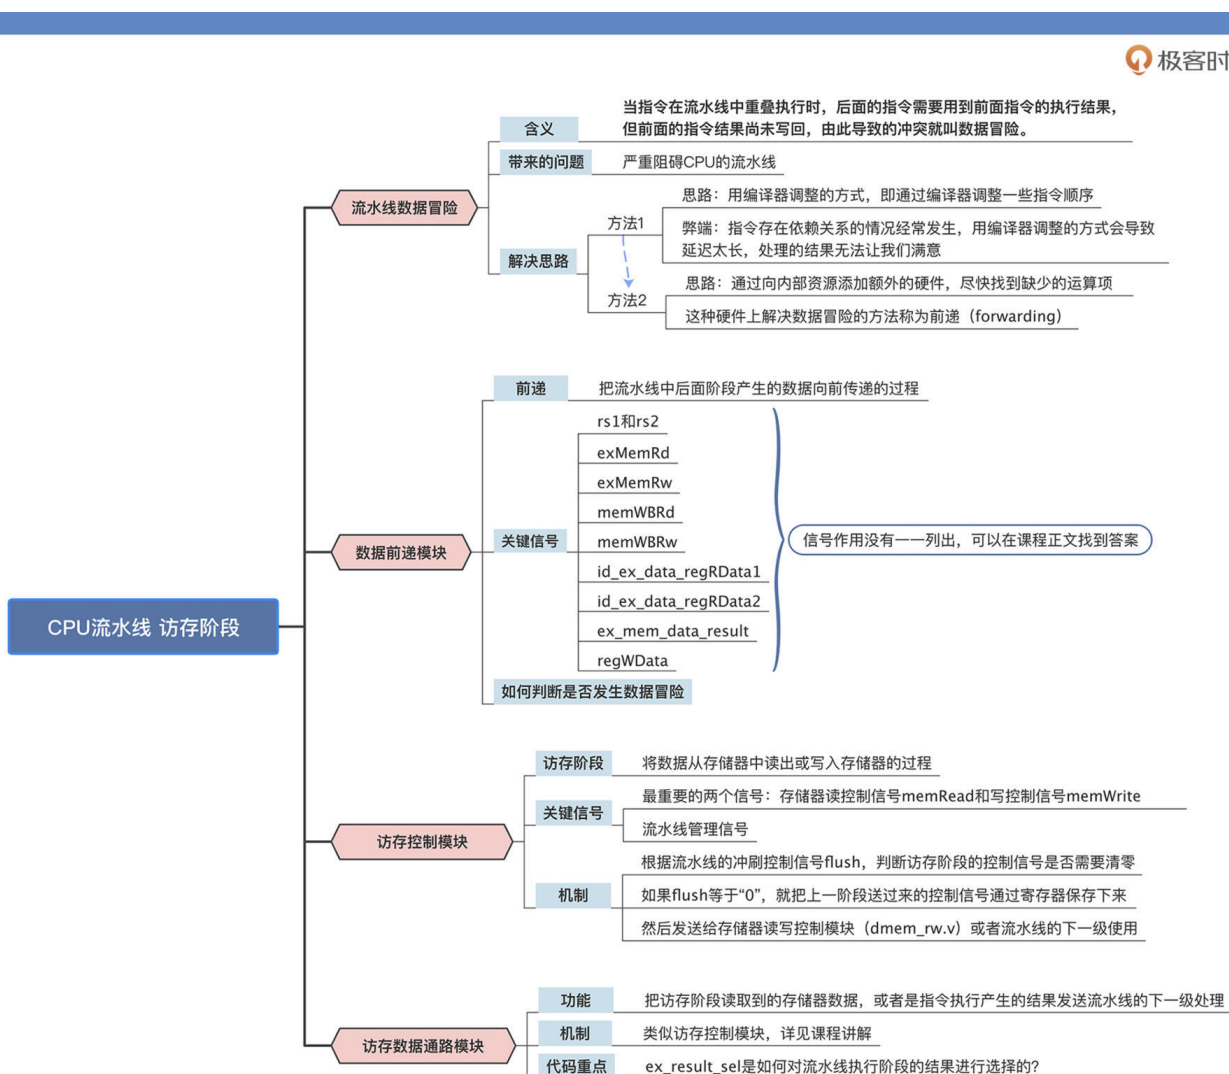 极客时
当指令在流水线中重叠执行时，后面的指令需要用到前面指令的执行结果，
含义
但前面的指令结果尚未写回，由此导致的冲突就叫数据冒险。
带来的问题
严重阻碍CPU的流水线
流水线数据冒险
思路：用编译器调整的方式，即通过编译器调整一些指令顺序
方法1
弊端：指令存在依赖关系的情况经常发生，用编译器调整的方式会导致
延迟太长，处理的结果无法让我们满意
解决思路
思路：通过向内部资源添加额外的硬件，尽快找到缺少的运算项
方法2
这种硬件上解决数据冒险的方法称为前递（forwarding）
前递
把流水线中后面阶段产生的数据向前传递的过程
rs1和rs2
exMemRd
exMemRw
memWBRd
数据前递模块
关键信号
memWBRw
信号作用没有一一列出，可以在课程正文找到答案
id_ex_data_regRData1
id_ex_data_regRData2
ex_mem_data_result
regWData
如何判断是否发生数据冒险
CPU流水线 访存阶段
访存阶段
将数据从存储器中读出或写入存储器的过程
最重要的两个信号：存储器读控制信号memRead和写控制信号memWrite
关键信号
流水线管理信号
访存控制模块
根据流水线的冲刷控制信号flush，判断访存阶段的控制信号是否需要清零
机制
如果flush等于“0”，就把上一阶段送过来的控制信号通过寄存器保存下来
然后发送给存储器读写控制模块（dmem_rw.v）或者流水线的下一级使用
功能
把访存阶段读取到的存储器数据，或者是指令执行产生的结果发送流水线的下一级处理
机制
类似访存控制模块，详见课程讲解
访存数据通路模块
代码重点
ex_result_sel是如何对流水线执行阶段的结果进行选择的?